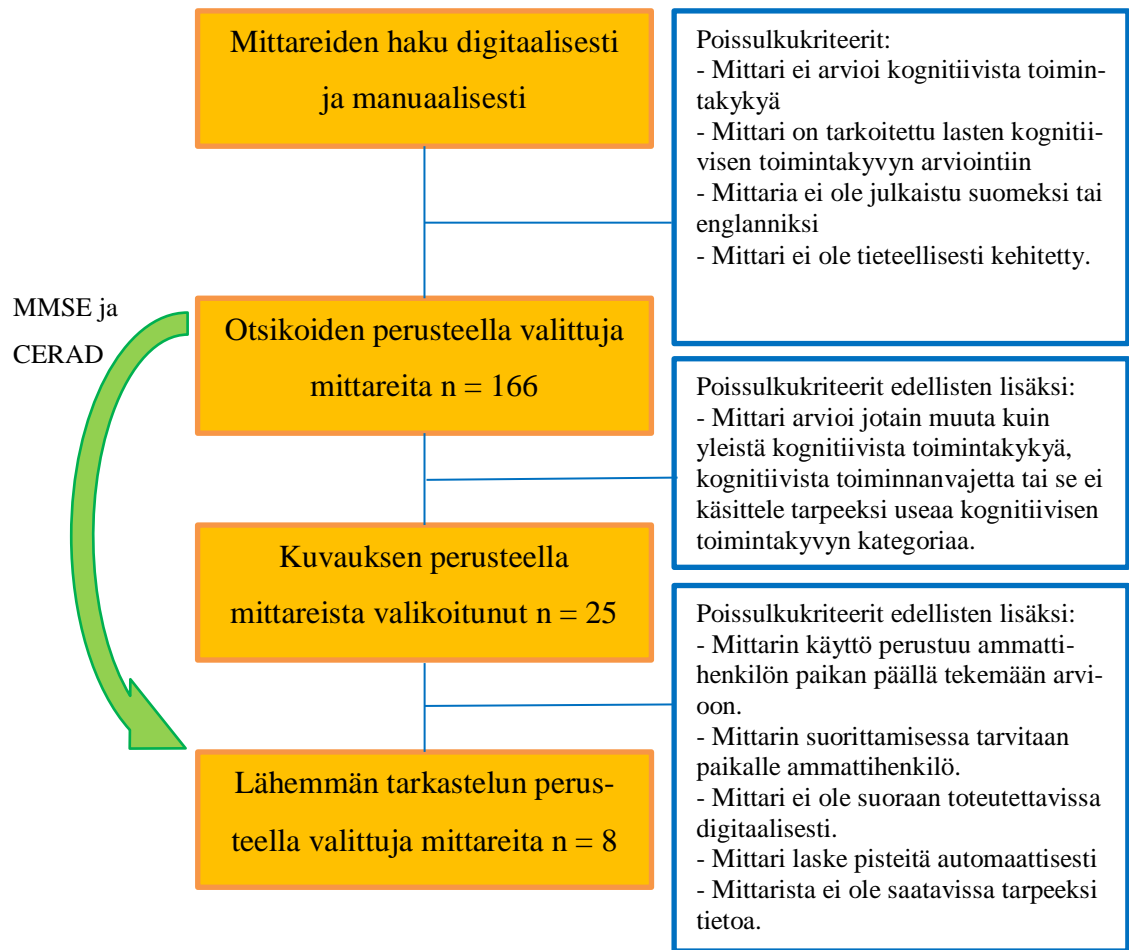 Mittareiden haku digitaalisesti
ja manuaalisesti
Poissulkukriteerit:
- Mittari ei arvioi kognitiivista toimin-
takykyä
- Mittari on tarkoitettu lasten kognitii-
visen toimintakyvyn arviointiin
- Mittaria ei ole julkaistu suomeksi tai
englanniksi
- Mittari ei ole tieteellisesti kehitetty.
MMSE ja
CERAD
Otsikoiden perusteella valittuja
mittareita n = 166
Poissulkukriteerit edellisten lisäksi:
- Mittari arvioi jotain muuta kuin
yleistä kognitiivista toimintakykyä,
kognitiivista toiminnanvajetta tai se ei
käsittele tarpeeksi useaa kognitiivisen
toimintakyvyn kategoriaa.
Kuvauksen perusteella
mittareista valikoitunut n = 25
Poissulkukriteerit edellisten lisäksi:
- Mittarin käyttö perustuu ammatti-
henkilön paikan päällä tekemään arvi-
oon.
- Mittarin suorittamisessa tarvitaan
paikalle ammattihenkilö.
- Mittari ei ole suoraan toteutettavissa
digitaalisesti.
- Mittari laske pisteitä automaattisesti
- Mittarista ei ole saatavissa tarpeeksi
tietoa.
Lähemmän tarkastelun perus-
teella valittuja mittareita n = 8